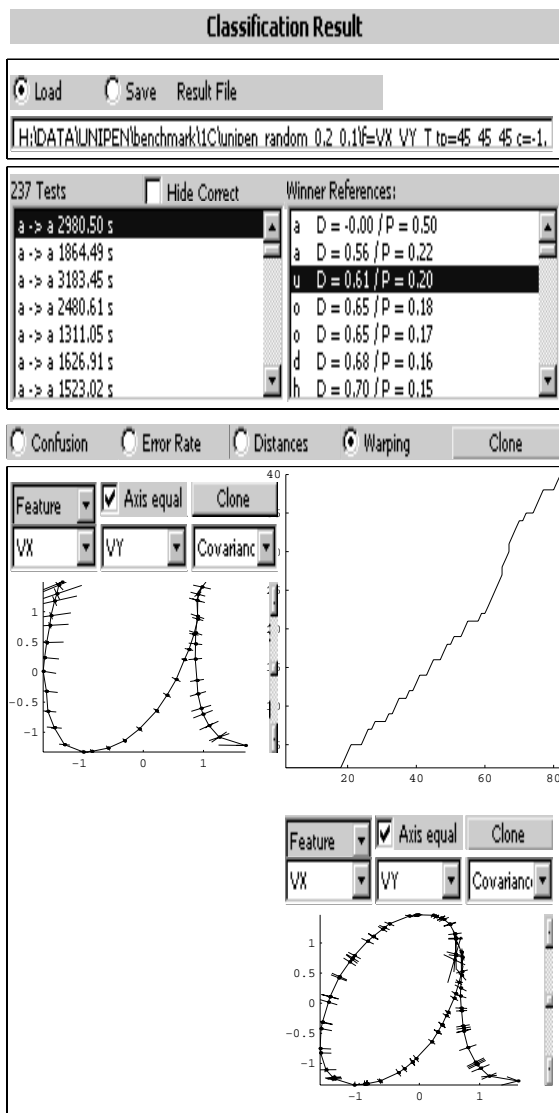 Classification Result
Load Save Result File
H:\DATA\UNIPEN\benchmark\1C\unipen_random_0.2_0.1\f=VX_VY_T tp=45_45_45 c=-1.
237 Tests Hide Correct Winner References:
a -> a 2980.50 s
a -> a 1864.49 s
a -> a 3183.45 s
a -> a 2480.61 s
a -> a 1311.05 s
a -> a 1626.91 s
a -> a 1523.02 s
a D = -0.00 / P = 0.50
a D = 0.56 / P = 0.22
u D = 0.61 / P = 0.20
o D = 0.65 / P = 0.18
o D = 0.65 / P = 0.17
d D = 0.68 / P = 0.16
h D = 0.70 / P = 0.15
Confusion Error Rate Distances Warping Clone
Feature Axis equal Clone
VX VY Covarianc
1
0.5
0
-0.5
-1
-1 0 1
40
20 40 60 80
Feature Axis equal Clone
VX VY Covarianc
1
0.5
0
-0.5
-1
-1 0 1